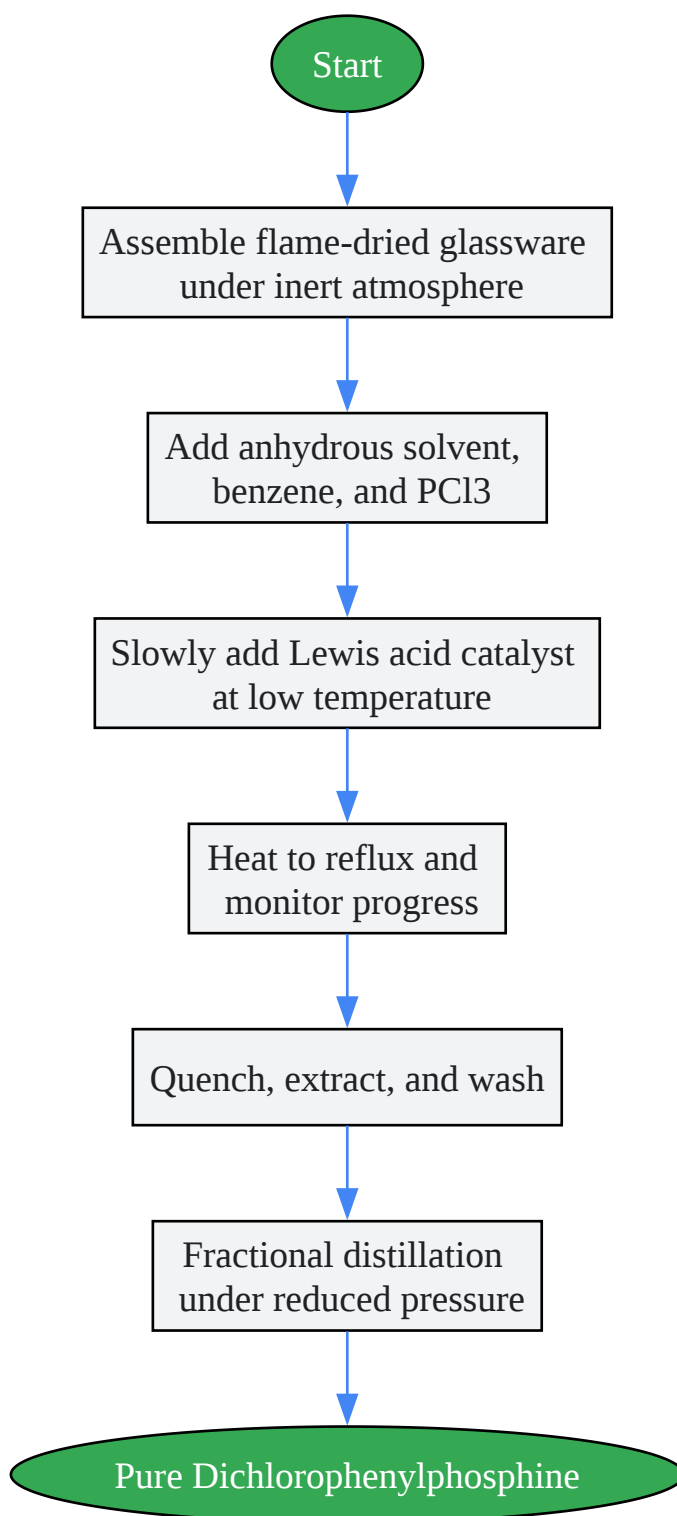 Start
Assemble flame-dried glassware
under inert atmosphere
Add anhydrous solvent,
benzene, and PCl3
Slowly add Lewis acid catalyst
at low temperature
Heat to reflux and
monitor progress
Quench, extract, and wash
Fractional distillation
under reduced pressure
Pure Dichlorophenylphosphine